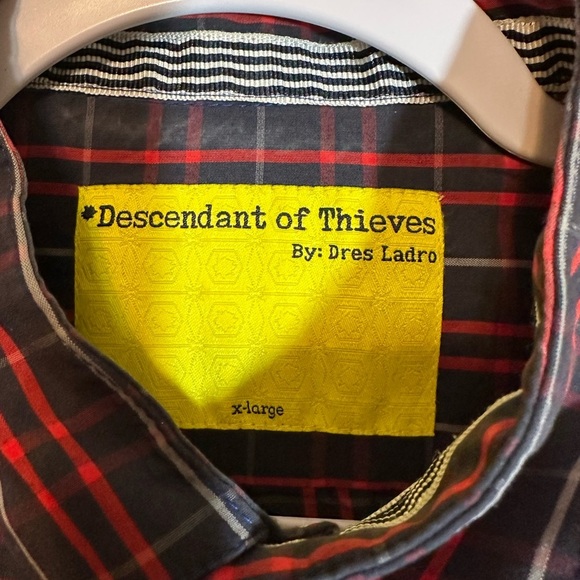 *Descendant of Thieves
By: Dres Ladro
x-large